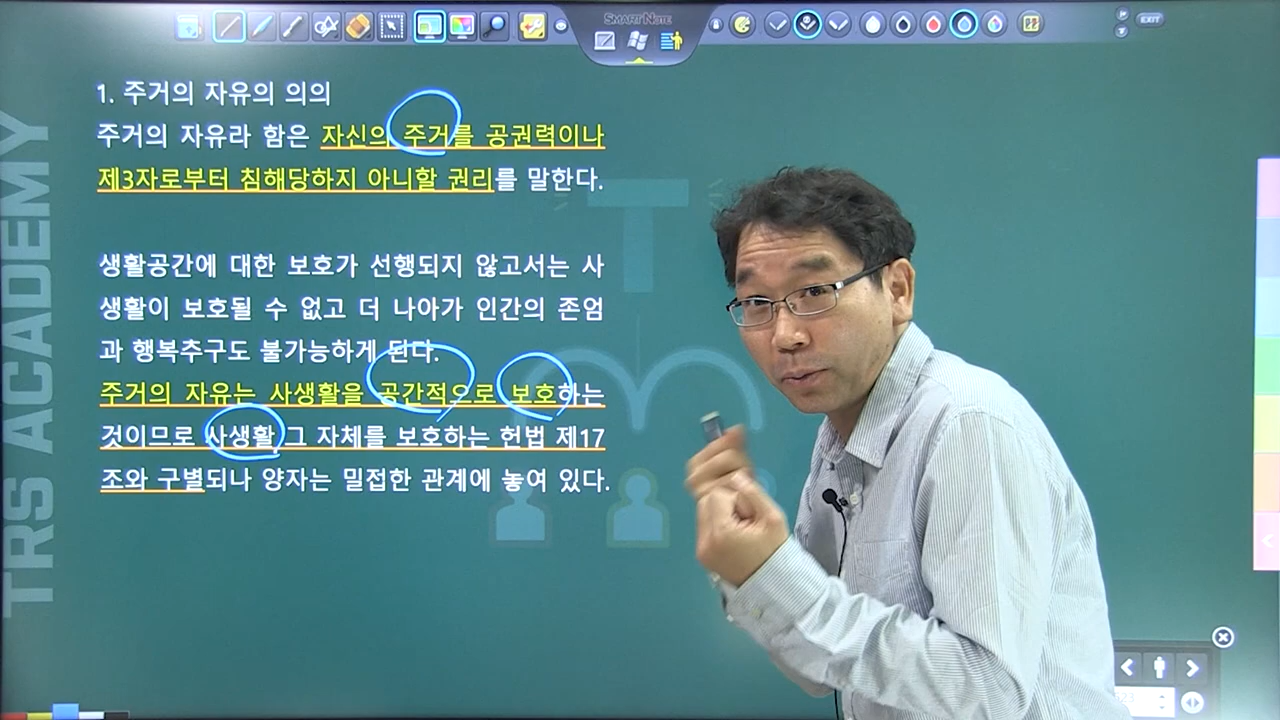 SMART NOTE
EXIT
1. 주거의 자유의 의의
주거의 자유라 함은 자신의 주거를 공권력이나
제3자로부터 침해당하지 아니할 권리를 말한다.
생활공간에 대한 보호가 선행되지 않고서는 사
생활이 보호될 수 없고 더 나아가 인간의 존엄
과 행복추구도 불가능하게 된다.
주거의 자유는 사생활을 공간적으로 보호하는
것이므로 사생활 그 자체를 보호하는 헌법 제17
조와 구별되나 양자는 밀접한 관계에 놓여 있다.
TRS ACADEMY